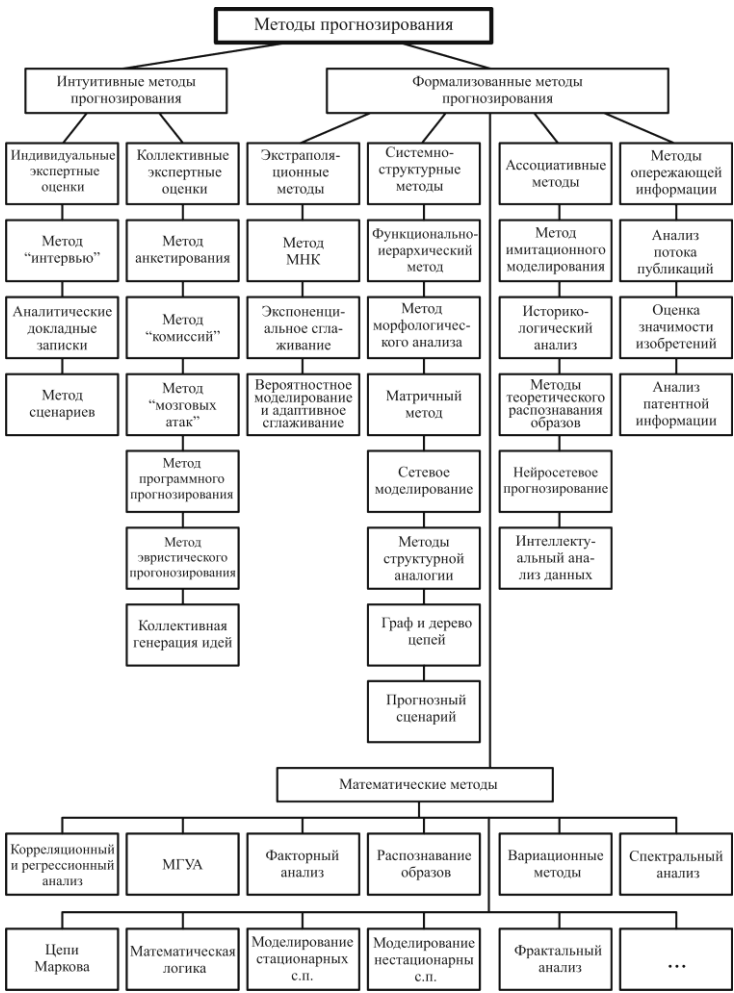 Методы прогнозирования
Интуитивные методы
прогнозирования
Формализованные методы
прогнозирования
Индивидуальные
экспертные
оценки
Коллективные
экспертные
оценки
Экстраполя-
ционные
методы
Системно-
структурные
методы
Ассоциативные
методы
Методы
опережающей
информации
Метод
“интервью”
Метод
анкетирования
Метод
МНК
Функционально-
иерархический
метод
Метод
имитационного
моделирования
Анализ
потока
публикаций
Аналитические
докладные
записки
Метод
“комиссий”
Экспоненци-
альное сгла-
живание
Метод
морфологичес-
кого анализа
Историко-
логический
анализ
Оценка
значимости
изобретений
Метод
сценариев
Метод
“мозговых
атак”
Вероятностное
моделирование
и адаптивное
сглаживание
Матричный
метод
Методы
теоретического
распознавания
образов
Анализ
патентной
информации
Метод
программного
прогнозирования
Сетевое
моделирование
Нейросетевое
прогнозирование
Метод
эвристического
прогонозирования
Методы
структурной
аналогии
Интеллекту-
альный ана-
лиз данных
Коллективная
генерация идей
Граф и дерево
цепей
Прогнозный
сценарий
Математические методы
Корреляционный
и регрессионный
анализ
МГУА
Факторный
анализ
Распознавание
образов
Вариационные
методы
Спектральный
анализ
Цепи
Маркова
Математическая
логика
Моделирование
стационарных
с.п.
Моделирование
нестационарны
с.п.
Фрактальный
анализ
...